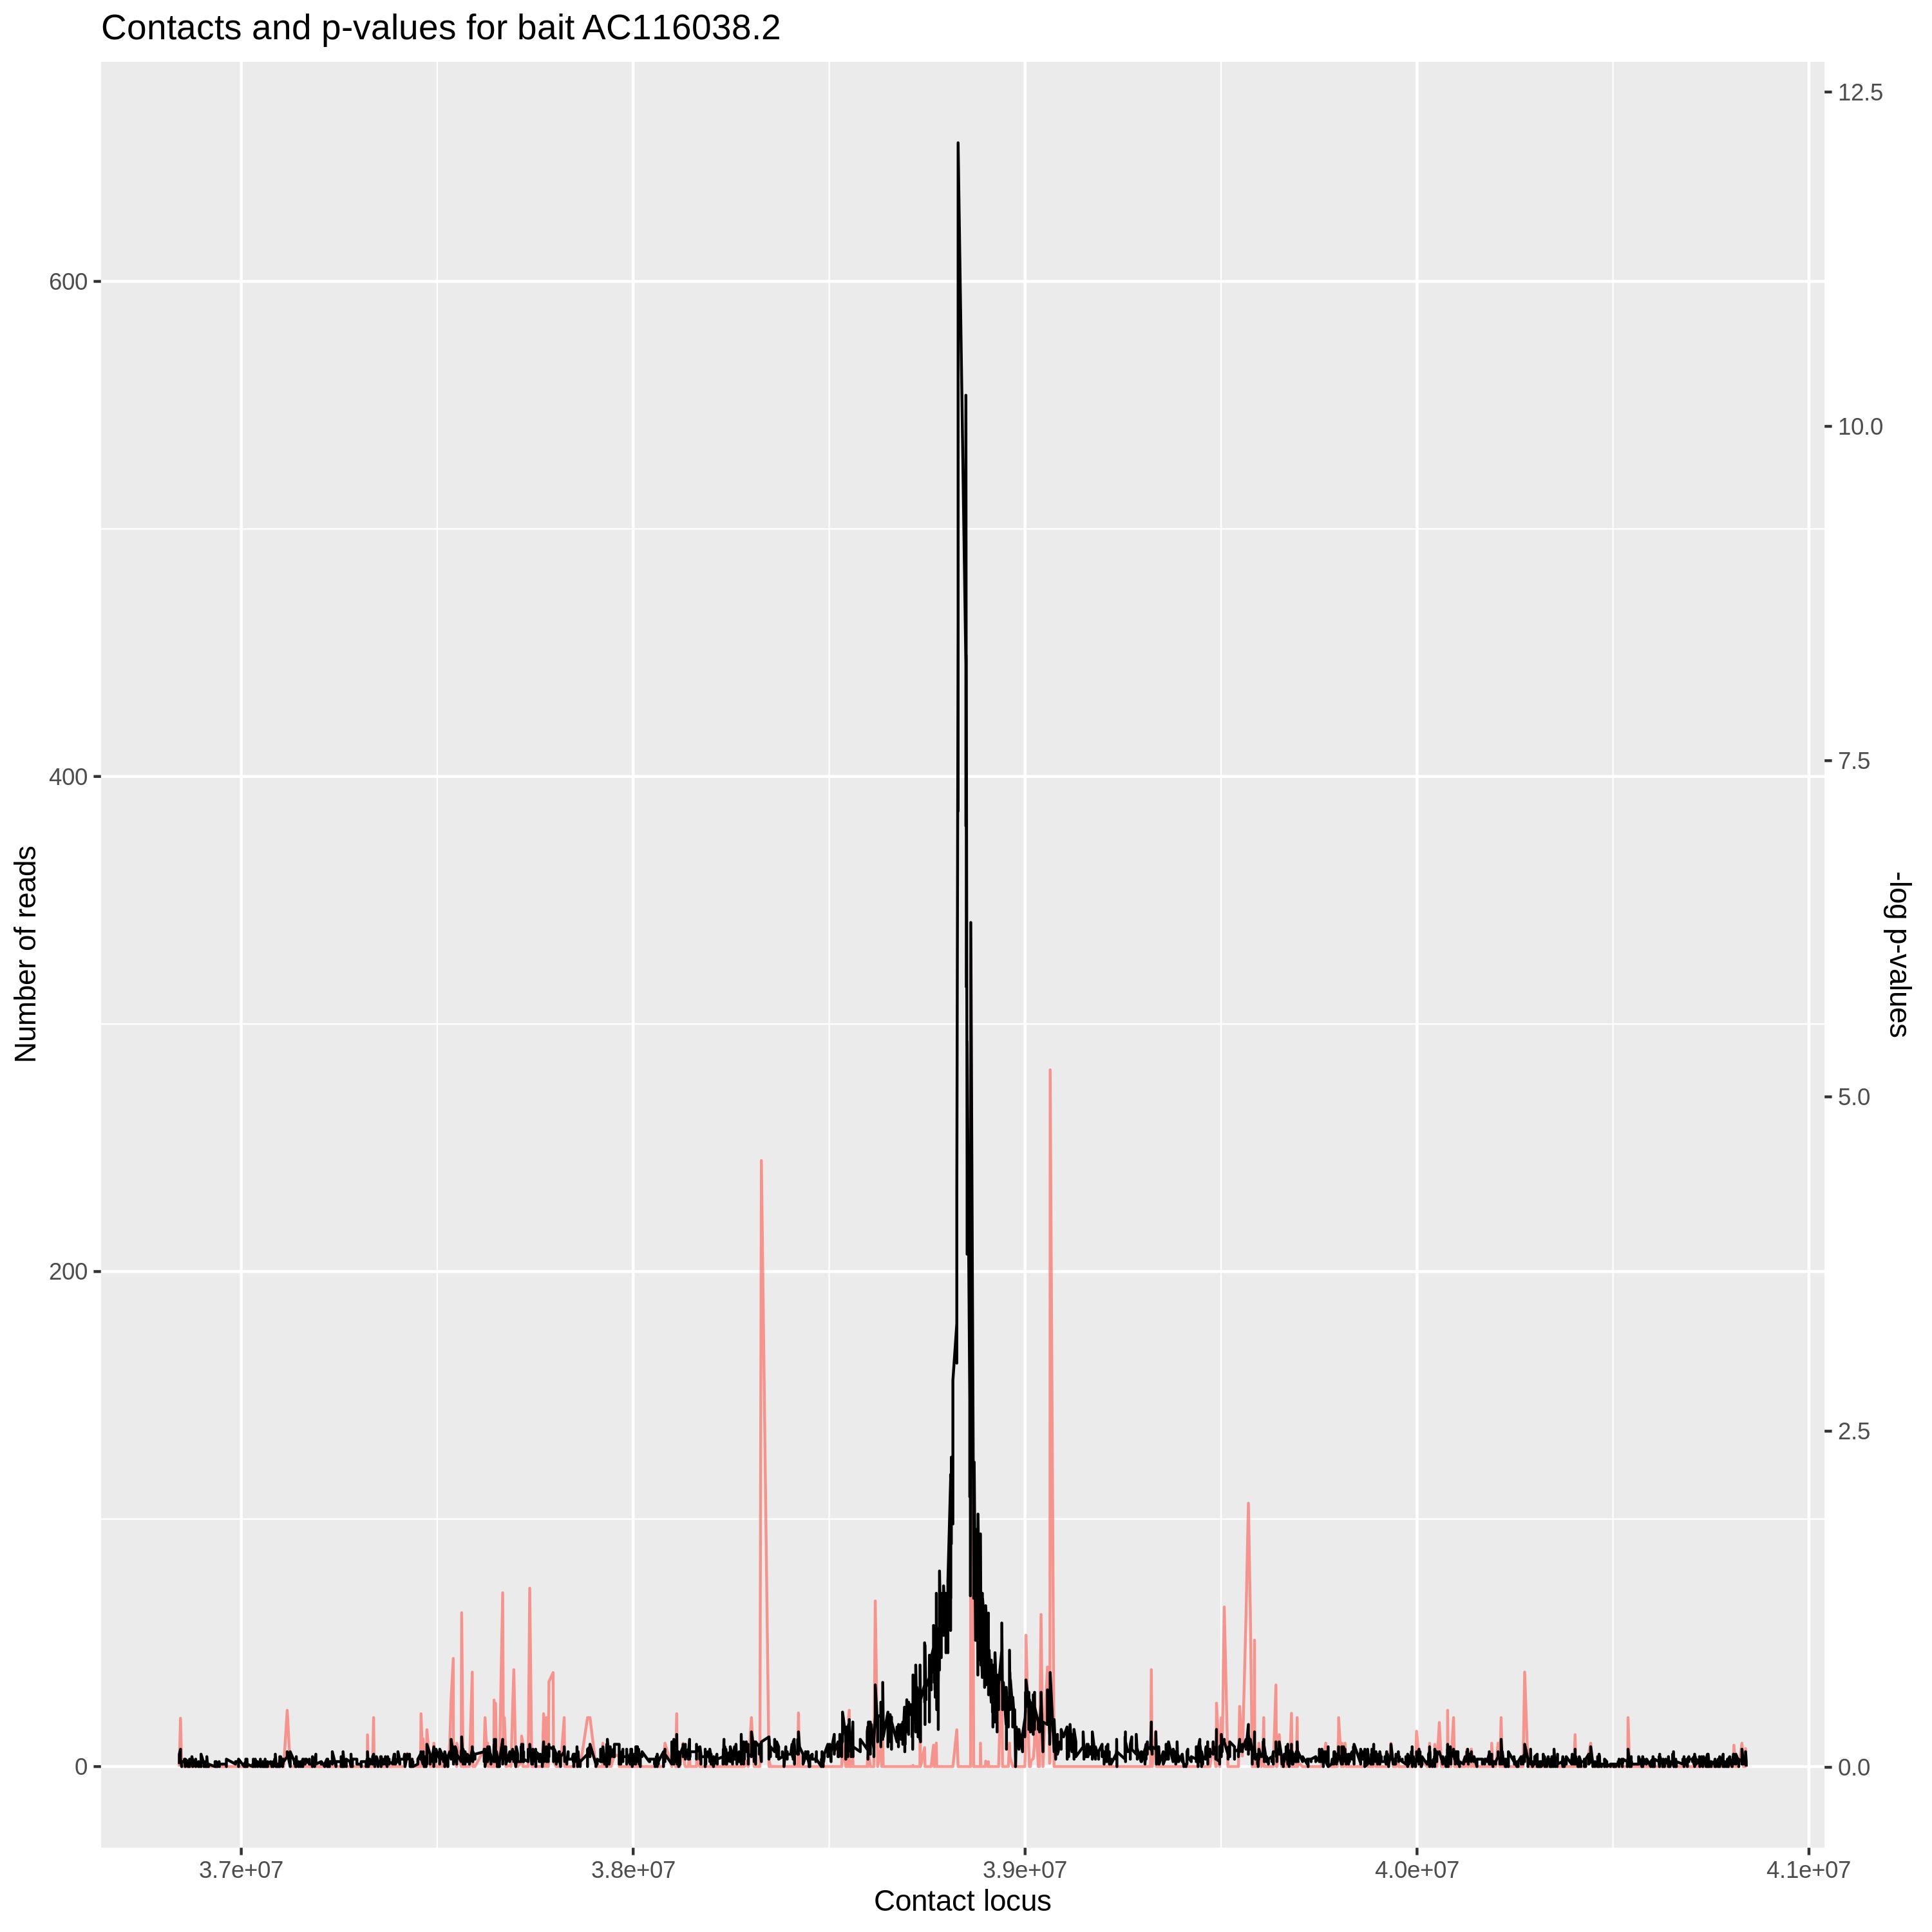 Contacts and p-values for bait AC116038.2
12.5
600
10.0
400
7.5
Number of reads
-log p-values
5.0
200
2.5
0
0.0
3.7e+07 3.8e+07 3.9e+07 4.0e+07 4.1e+07
Contact locus